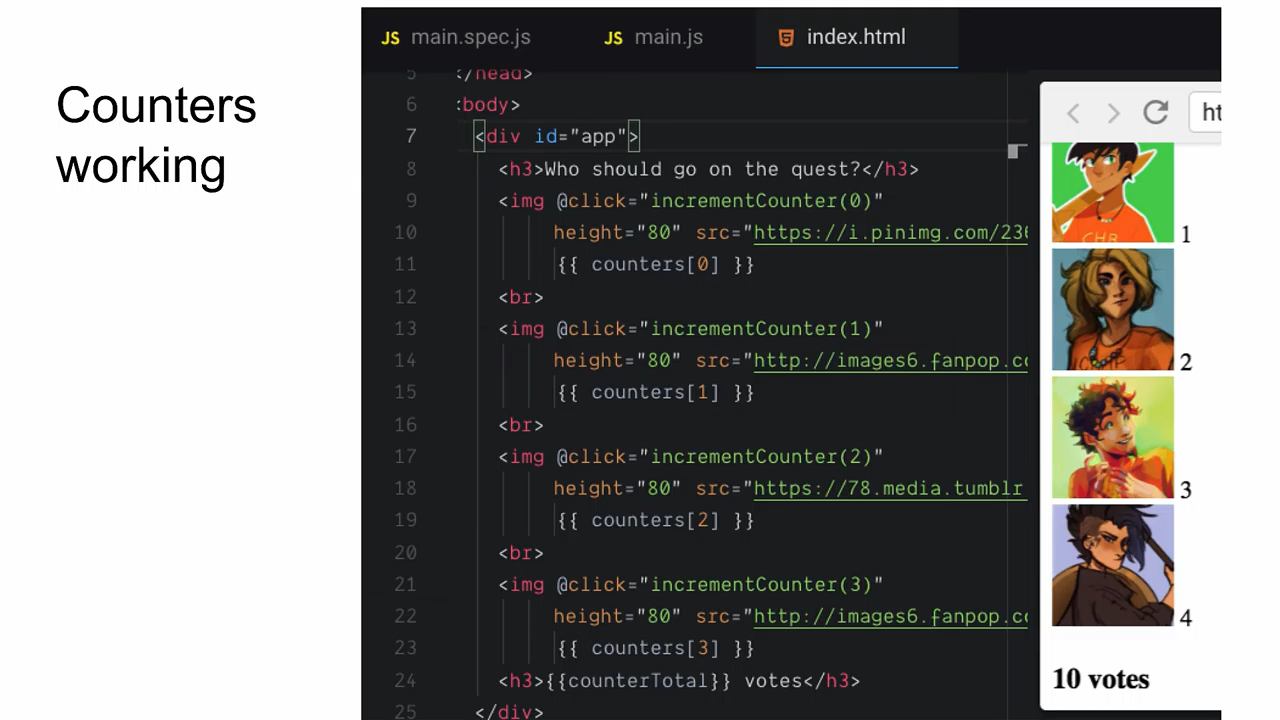 Counters
working
JS main.spec.js JS main.js index.html
5 </head>
6 <body>
7 <div id="app">
8 <h3>Who should go on the quest?</h3>
9 <img @click="incrementCounter(0)"
10 height="80" src="https://i.pinimg.com/236
11 {{ counters[0] }}
12 <br>
13 <img @click="incrementCounter(1)"
14 height="80" src="http://images6.fanpop.co
15 {{ counters[1] }}
16 <br>
17 <img @click="incrementCounter(2)"
18 height="80" src="https://78.media.tumblr.
19 {{ counters[2] }}
20 <br>
21 <img @click="incrementCounter(3)"
22 height="80" src="http://images6.fanpop.co
23 {{ counters[3] }}
24 <h3>{{counterTotal}} votes</h3>
25 </div>
ht
CHB
1
2
3
4
10 votes